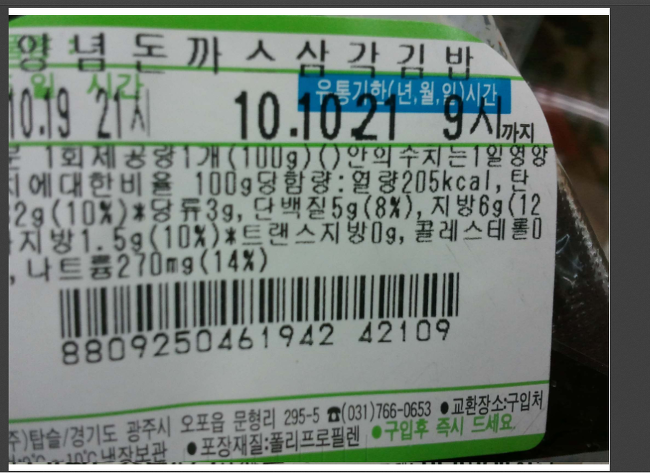 양념돈까스삼각김밥
일 시간 유통기한(년,월,일)시간
10.19 21시 10.10.21 9시까지
1회제공량1개(100g)()안의수치는1일영양
에대한비율 100g당함량:열량205kcal, 탄
2g(10%)*당류3g, 단백질5g(8%), 지방6g(12
지방1.5g(10%)*트랜스지방0g, 콜레스테롤0
, 나트륨270mg(14%)
8809250461942 42109
주)탑슬/경기도 광주시 오포읍 문형리 295-5 ☎(031)766-0653 ●교환장소:구입처
10℃냉장보관 ●포장재질:폴리프로필렌 ●구입후 즉시 드세요.